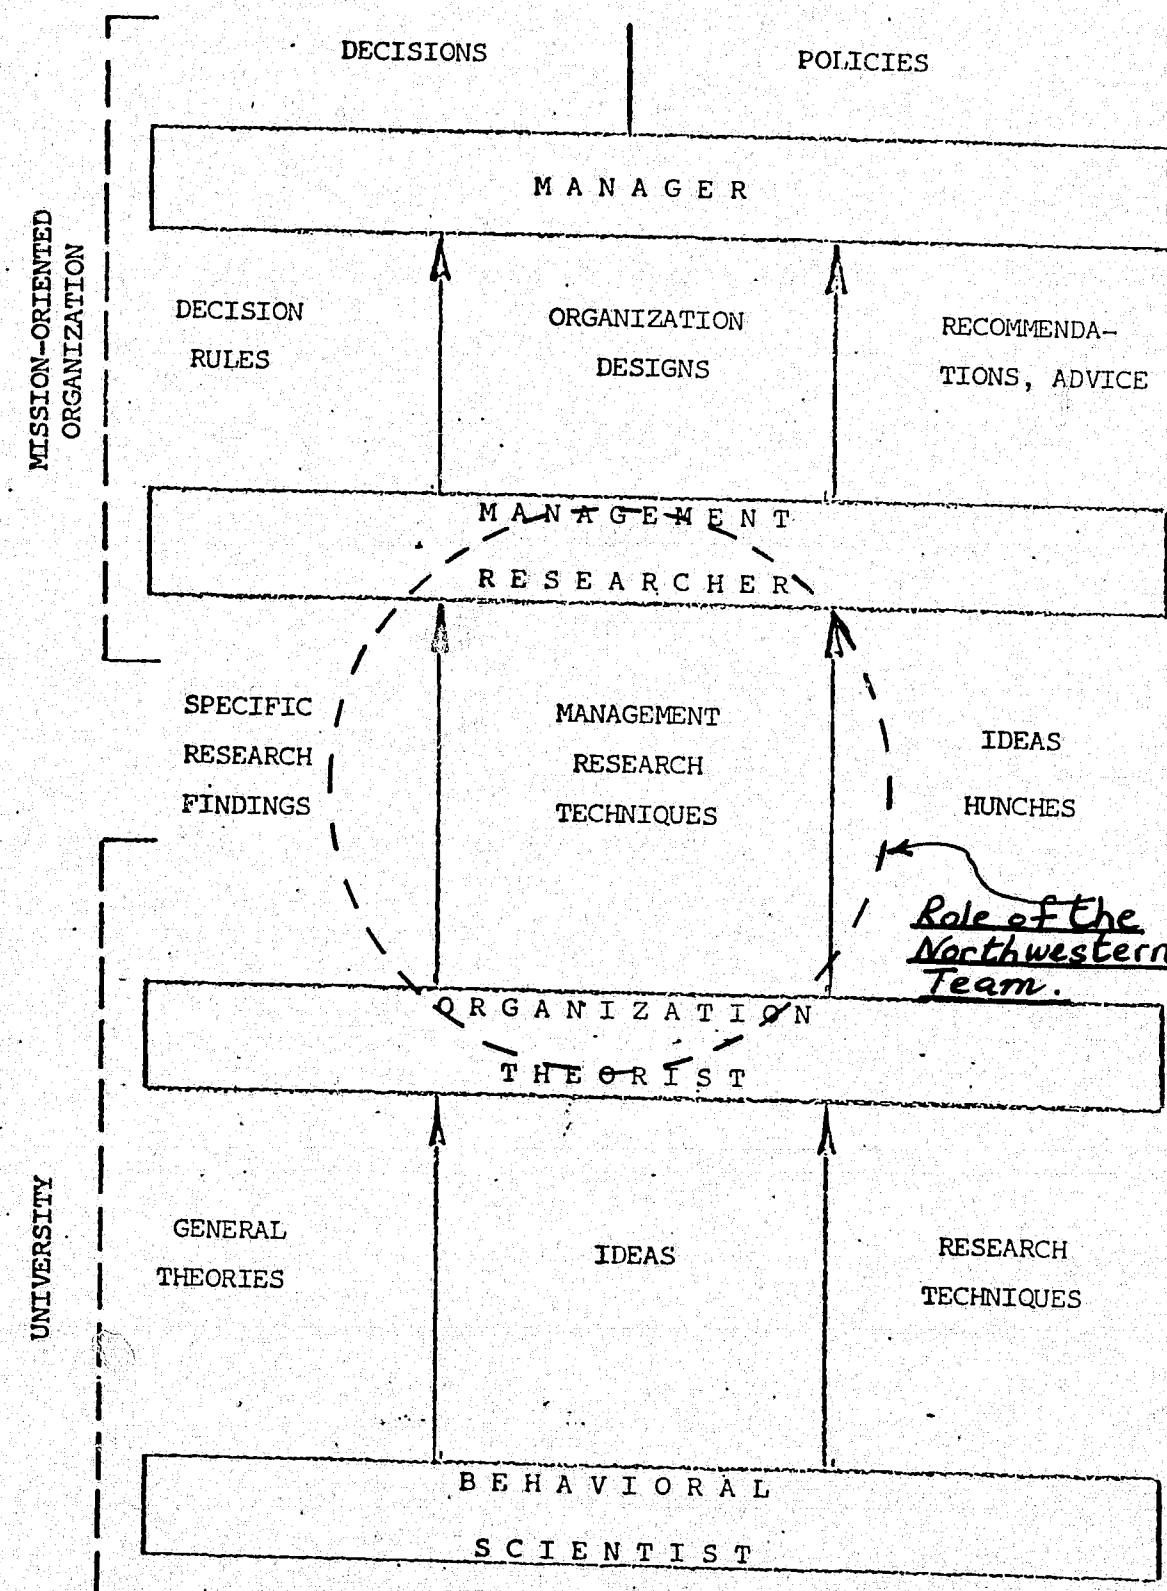 DECISIONS
POLICIES
MANAGER
MISSION-ORIENTED
ORGANIZATION
DECISION
RULES
ORGANIZATION
DESIGNS
RECOMMENDA-
TIONS, ADVICE
MANAGEMENT
RESEARCHER
SPECIFIC
RESEARCH
FINDINGS
MANAGEMENT
RESEARCH
TECHNIQUES
IDEAS
HUNCHES
Role of the
Northwestern
Team.
ORGANIZATION
THEORIST
UNIVERSITY
GENERAL
THEORIES
IDEAS
RESEARCH
TECHNIQUES
BEHAVIORAL
SCIENTIST